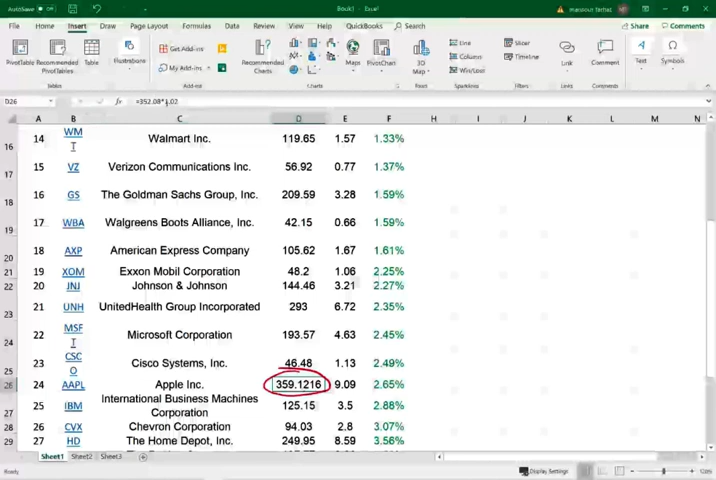 AutoSave Off Book1 - Excel
File Home Insert Draw Page Layout Formulas Data Review View Help QuickBooks Search Share Comments
PivotTable Recommended PivotTables Table Illustrations Get Add-ins My Add-ins Recommended Charts Maps PivotChart 3D Map Line Column Win/Loss Slicer Timeline Link Comment Text Symbols
Tables Add-ins Charts Tours Sparklines Filters Links Comments
D26 fx =352.08*1.02
A B C D E F G H I J K L M N
16 14 WMT Walmart Inc. 119.65 1.57 1.33%
18 15 VZ Verizon Communications Inc. 56.92 0.77 1.37%
18 16 GS The Goldman Sachs Group, Inc. 209.59 3.28 1.59%
19 17 WBA Walgreens Boots Alliance, Inc. 42.15 0.66 1.59%
20 18 AXP American Express Company 105.62 1.67 1.61%
21 19 XOM Exxon Mobil Corporation 48.2 1.06 2.25%
22 20 JNJ Johnson & Johnson 144.46 3.21 2.27%
23 21 UNH UnitedHealth Group Incorporated 293 6.72 2.35%
24 22 MSFT Microsoft Corporation 193.57 4.63 2.45%
25 23 CSCO Cisco Systems, Inc. 46.48 1.13 2.49%
26 24 AAPL Apple Inc. 359.1216 9.09 2.65%
27 25 IBM International Business Machines Corporation 125.15 3.5 2.88%
28 26 CVX Chevron Corporation 94.03 2.8 3.07%
29 27 HD The Home Depot, Inc. 249.95 8.59 3.56%
Sheet1 Sheet2 Sheet3
Ready Display Settings